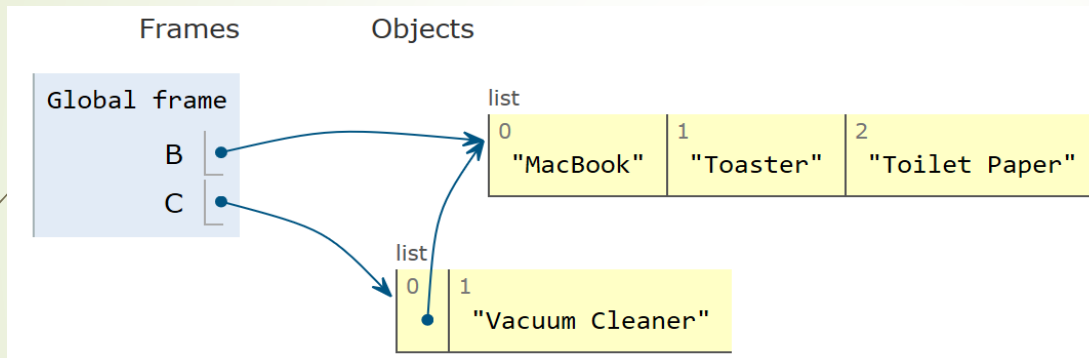 Frames Objects
Global frame
B
C
list
0 1 2
"MacBook" "Toaster" "Toilet Paper"
list
0 1
"Vacuum Cleaner"